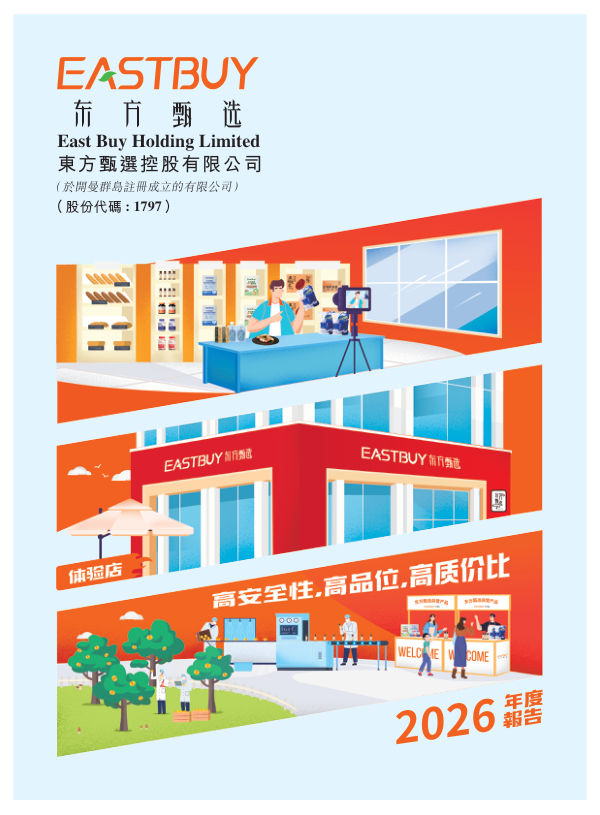 EASTBUY
东方甄选
East Buy Holding Limited
東方甄選控股有限公司
(於開曼群島註冊成立的有限公司)
(股份代碼：1797)
EASTBUY 东方甄选
EASTBUY 东方甄选
体验店
高安全性,高品位,高质价比
WELCOME
WELCOME
2026 年度報告